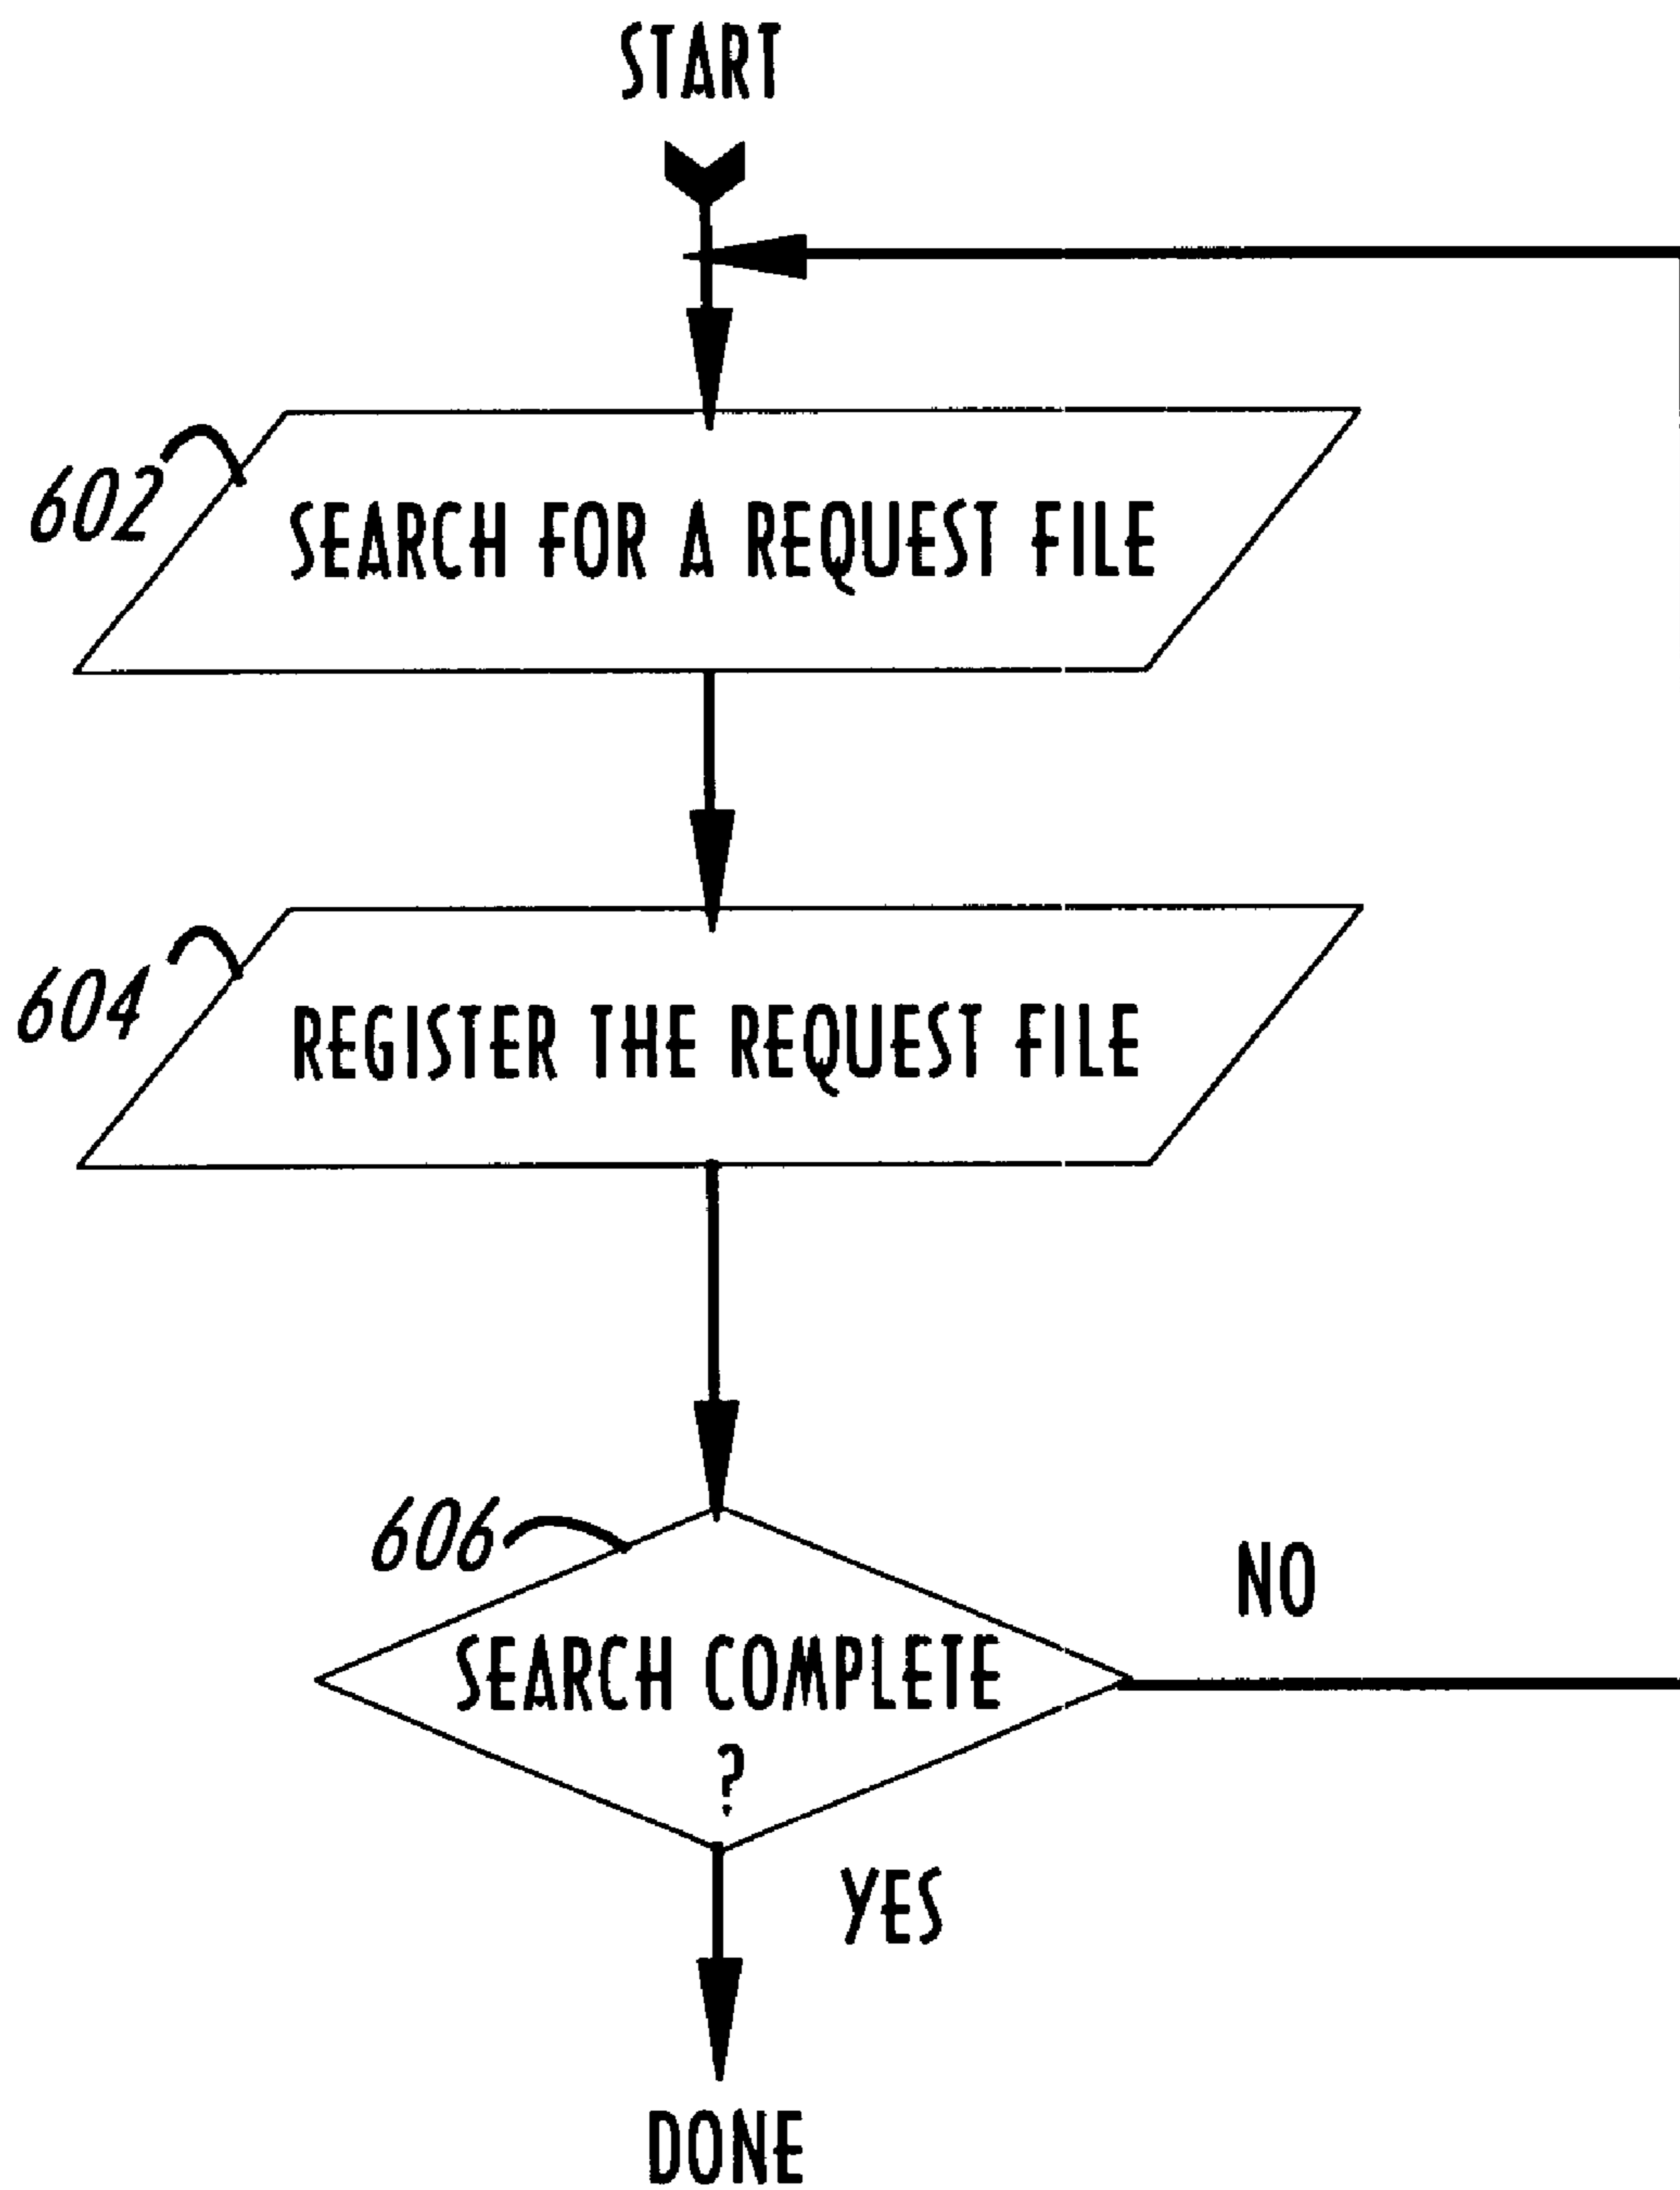 START
602
SEARCH FOR A REQUEST FILE
604
REGISTER THE REQUEST FILE
606
SEARCH COMPLETE
?
NO
YES
DONE